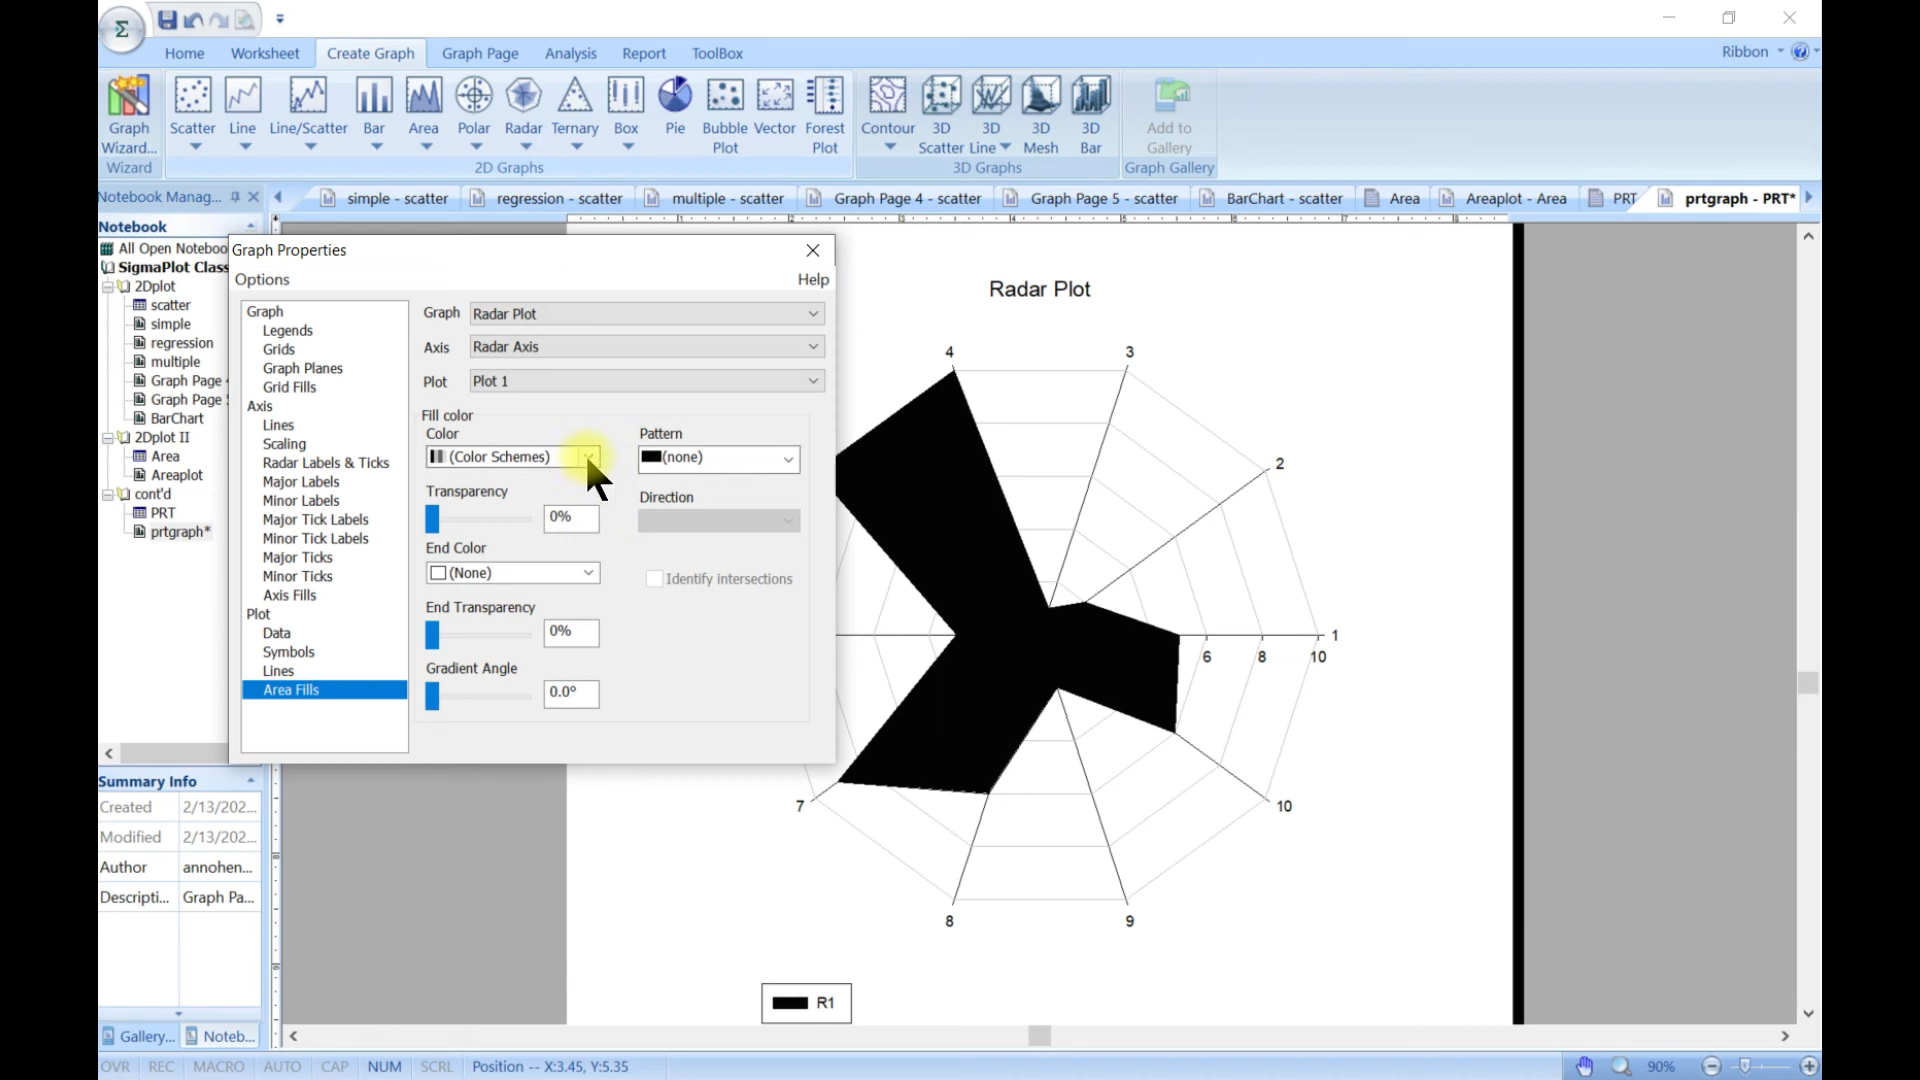 Σ
Home Worksheet Create Graph Graph Page Analysis Report ToolBox
Ribbon
Graph Wizard...
Scatter
Line
Line/Scatter
Bar
Area
Polar
Radar
Ternary
Box
Pie
Bubble Plot
Vector
Forest Plot
Contour
3D Scatter
3D Line
3D Mesh
3D Bar
Add to Gallery
Wizard
2D Graphs
3D Graphs
Graph Gallery
Notebook Manag...
simple - scatter
regression - scatter
multiple - scatter
Graph Page 4 - scatter
Graph Page 5 - scatter
BarChart - scatter
Area
Areaplot - Area
PRT
prtgraph - PRT*
Notebook
All Open Noteboo
SigmaPlot Class
2Dplot
scatter
simple
regression
multiple
Graph Page
Graph Page
BarChart
2Dplot II
Area
Areaplot
cont'd
PRT
prtgraph*
Summary Info
Created 2/13/202...
Modified 2/13/202...
Author annohen...
Descripti... Graph Pa...
Gallery... Noteb...
Graph Properties
Options Help
Graph
Legends
Grids
Graph Planes
Grid Fills
Axis
Lines
Scaling
Radar Labels & Ticks
Major Labels
Minor Labels
Major Tick Labels
Minor Tick Labels
Major Ticks
Minor Ticks
Axis Fills
Plot
Data
Symbols
Lines
Area Fills
Graph Radar Plot
Axis Radar Axis
Plot Plot 1
Fill color
Color
(Color Schemes)
Pattern
(none)
Transparency
0%
Direction
End Color
(None)
Identify intersections
End Transparency
0%
Gradient Angle
0.0°
Radar Plot
4 3
2
1
6 8 10
7 10
8 9
R1
OVR REC MACRO AUTO CAP NUM SCRL Position -- X:3.45, Y:5.35
90%